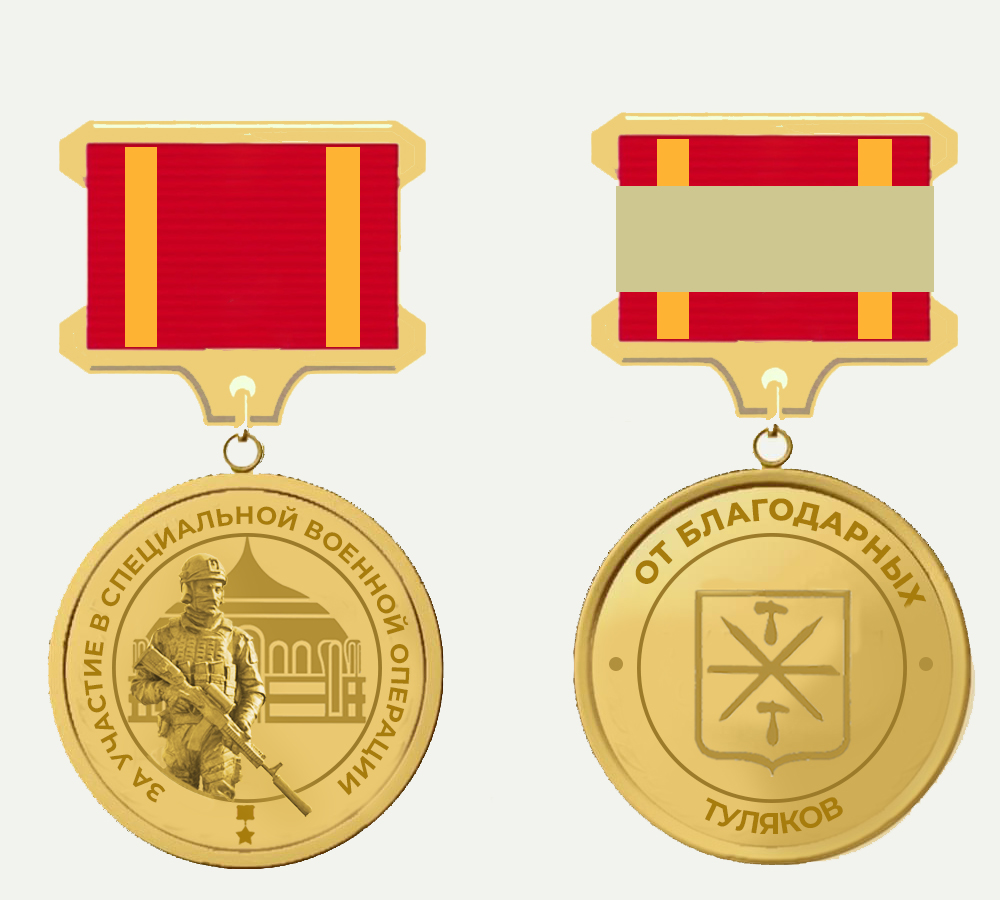 ЗА УЧАСТИЕ В СПЕЦИАЛЬНОЙ ВОЕННОЙ ОПЕРАЦИИ
ОТ БЛАГОДАРНЫХ
ТУЛЯКОВ